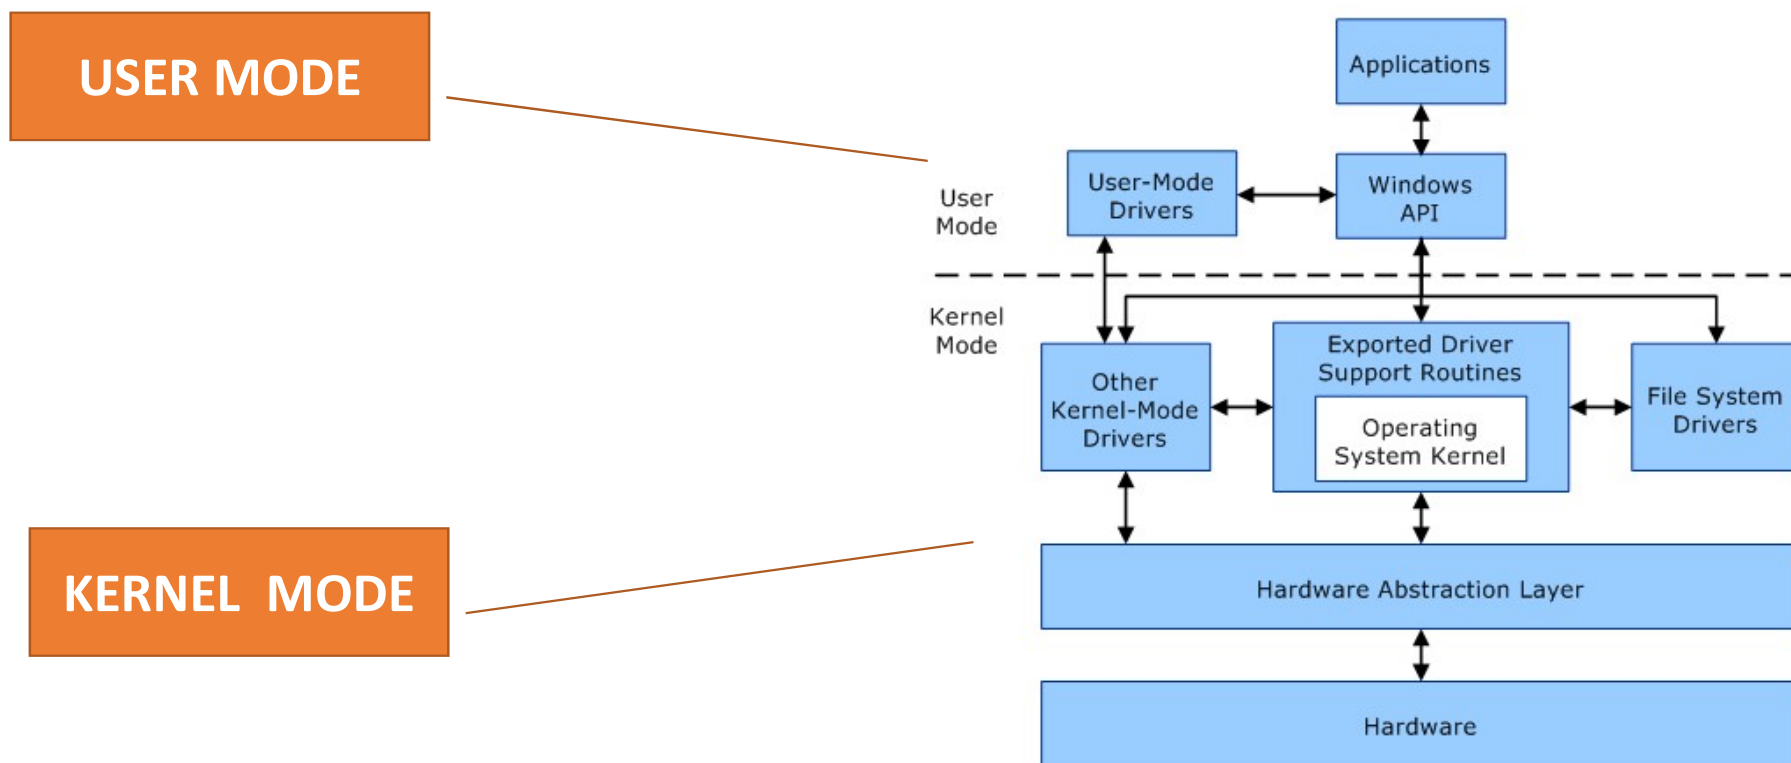 USER MODE
Applications
User-Mode
Drivers
Windows
API
User
Mode
Kernel
Mode
Other
Kernel-Mode
Drivers
Exported Driver
Support Routines
Operating
System Kernel
File System
Drivers
KERNEL  MODE
Hardware Abstraction Layer
Hardware